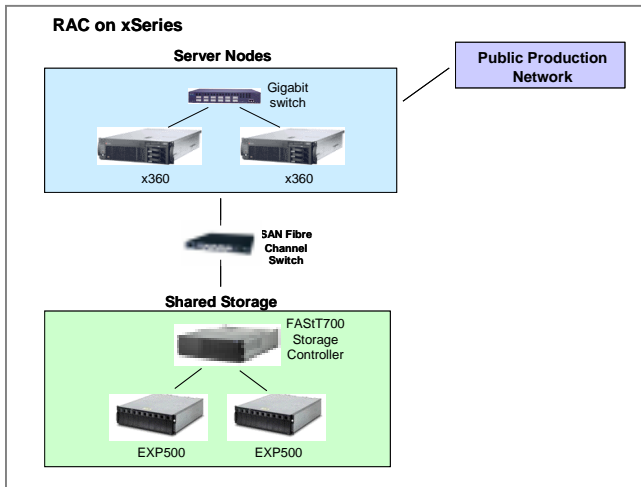 RAC on xSeries
Server Nodes
Public Production
Network
Gigabit
switch
x360
x360
SAN Fibre
Channel
Switch
Shared Storage
FAStT700
Storage
Controller
EXP500
EXP500